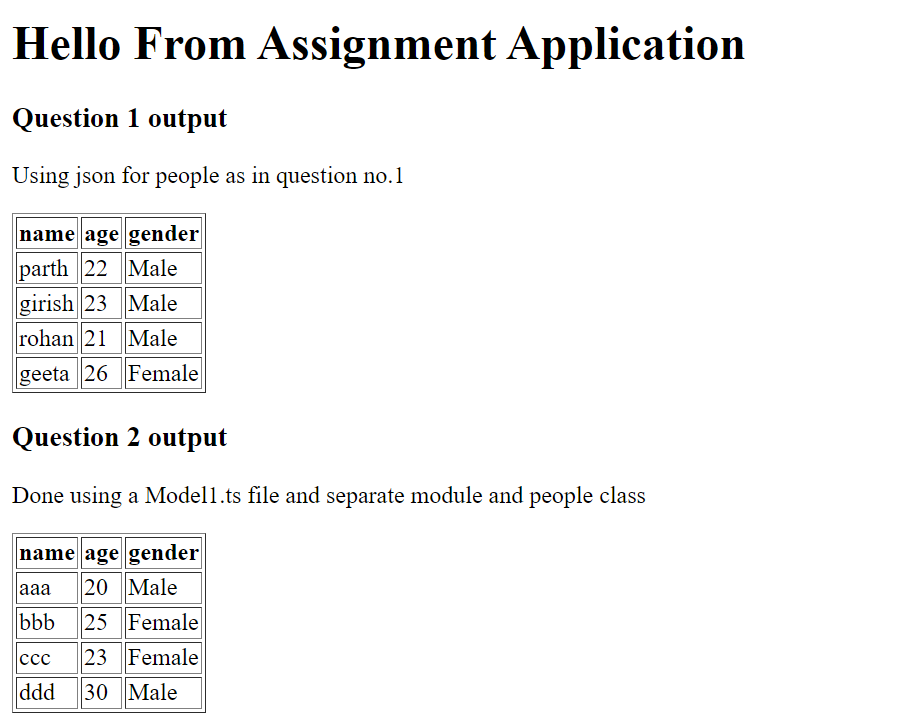 Hello From Assignment Application
Question 1 output
Using json for people as in question no.1
name age gender
parth 22 Male
girish 23 Male
rohan 21 Male
geeta 26 Female
Question 2 output
Done using a Model1.ts file and separate module and people class
name age gender
aaa 20 Male
bbb 25 Female
ccc 23 Female
ddd 30 Male